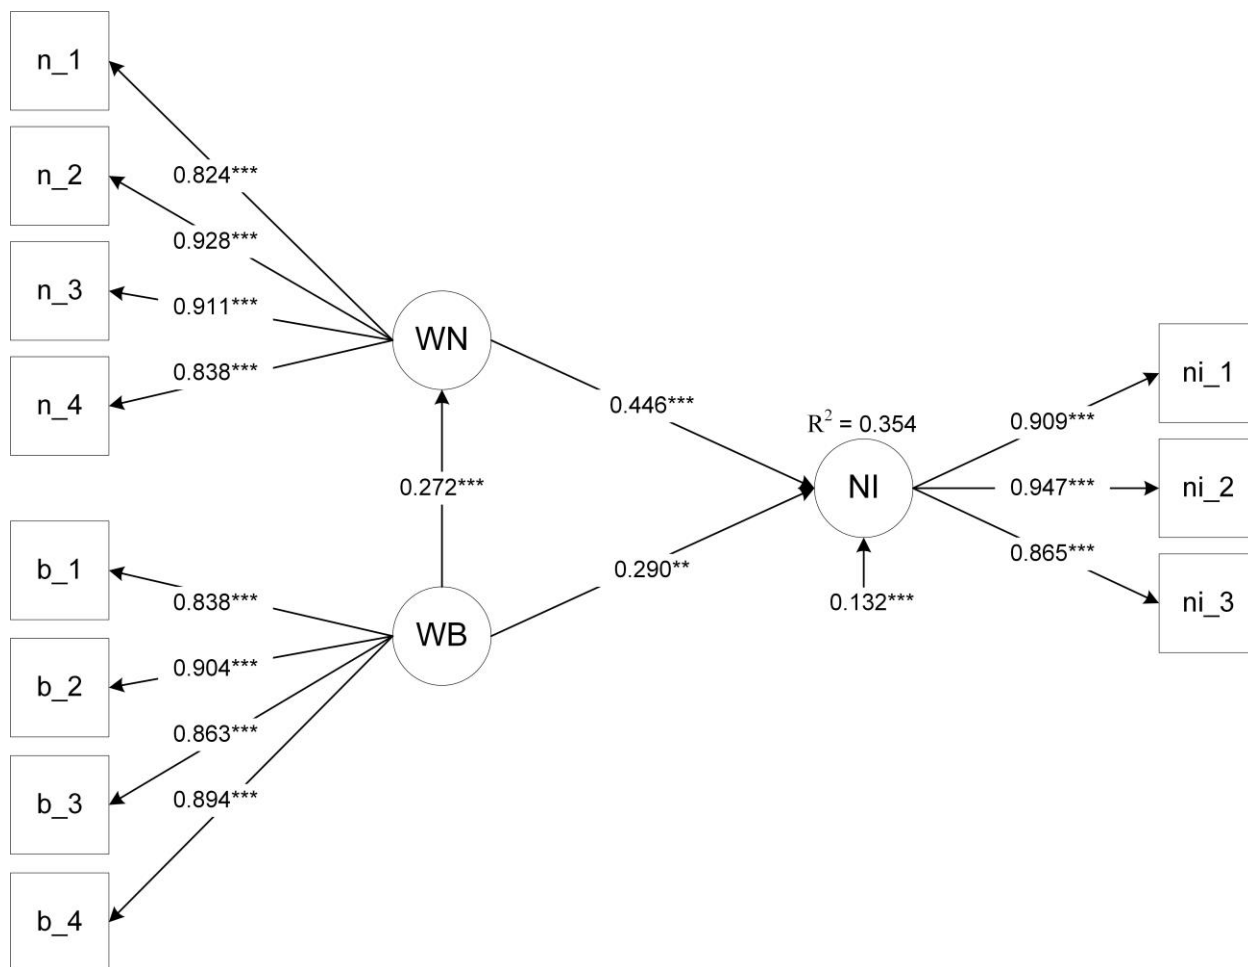 n_1
n_2
n_3
n_4
0.824***
0.928***
0.911***
0.838***
WN
0.272***
b_1
b_2
b_3
b_4
0.838***
0.904***
0.863***
0.894***
WB
0.446***
0.290**
R² = 0.354
NI
0.132***
0.909***
0.947***
0.865***
ni_1
ni_2
ni_3